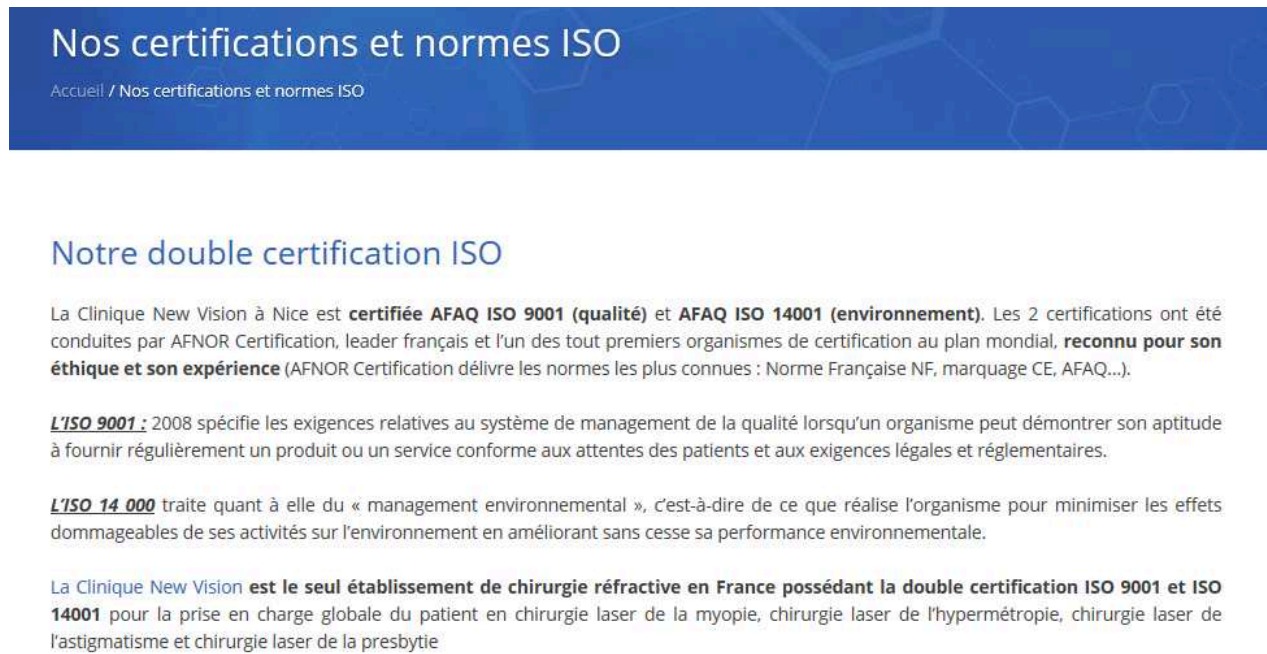 Nos certifications et normes ISO
Accueil / Nos certifications et normes ISO
Notre double certification ISO
La Clinique New Vision à Nice est certifiée AFAQ ISO 9001 (qualité) et AFAQ ISO 14001 (environnement). Les 2 certifications ont été
conduites par AFNOR Certification, leader français et l’un des tout premiers organismes de certification au plan mondial, reconnu pour son
éthique et son expérience (AFNOR Certification délivre les normes les plus connues : Norme Française NF, marquage CE, AFAQ...).
L’ISO 9001 : 2008 spécifie les exigences relatives au système de management de la qualité lorsqu’un organisme peut démontrer son aptitude
à fournir régulièrement un produit ou un service conforme aux attentes des patients et aux exigences légales et réglementaires.
L’ISO 14 000 traite quant à elle du « management environnemental », c’est-à-dire de ce que réalise l’organisme pour minimiser les effets
dommageables de ses activités sur l’environnement en améliorant sans cesse sa performance environnementale.
La Clinique New Vision est le seul établissement de chirurgie réfractive en France possédant la double certification ISO 9001 et ISO
14001 pour la prise en charge globale du patient en chirurgie laser de la myopie, chirurgie laser de l’hypermétropie, chirurgie laser de
l’astigmatisme et chirurgie laser de la presbytie